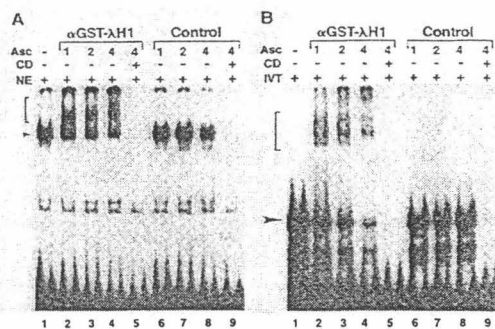 A
αGST-λH1 Control
Asc - 1 2 4 4 1 2 4 4
CD - - - - + - - - +
NE + + + + + + + + +
1 2 3 4 5 6 7 8 9
B
αGST-λH1 Control
Asc - 1 2 4 4 1 2 4 4
CD - - - - + - - - +
IVT + + + + + + + + +
1 2 3 4 5 6 7 8 9